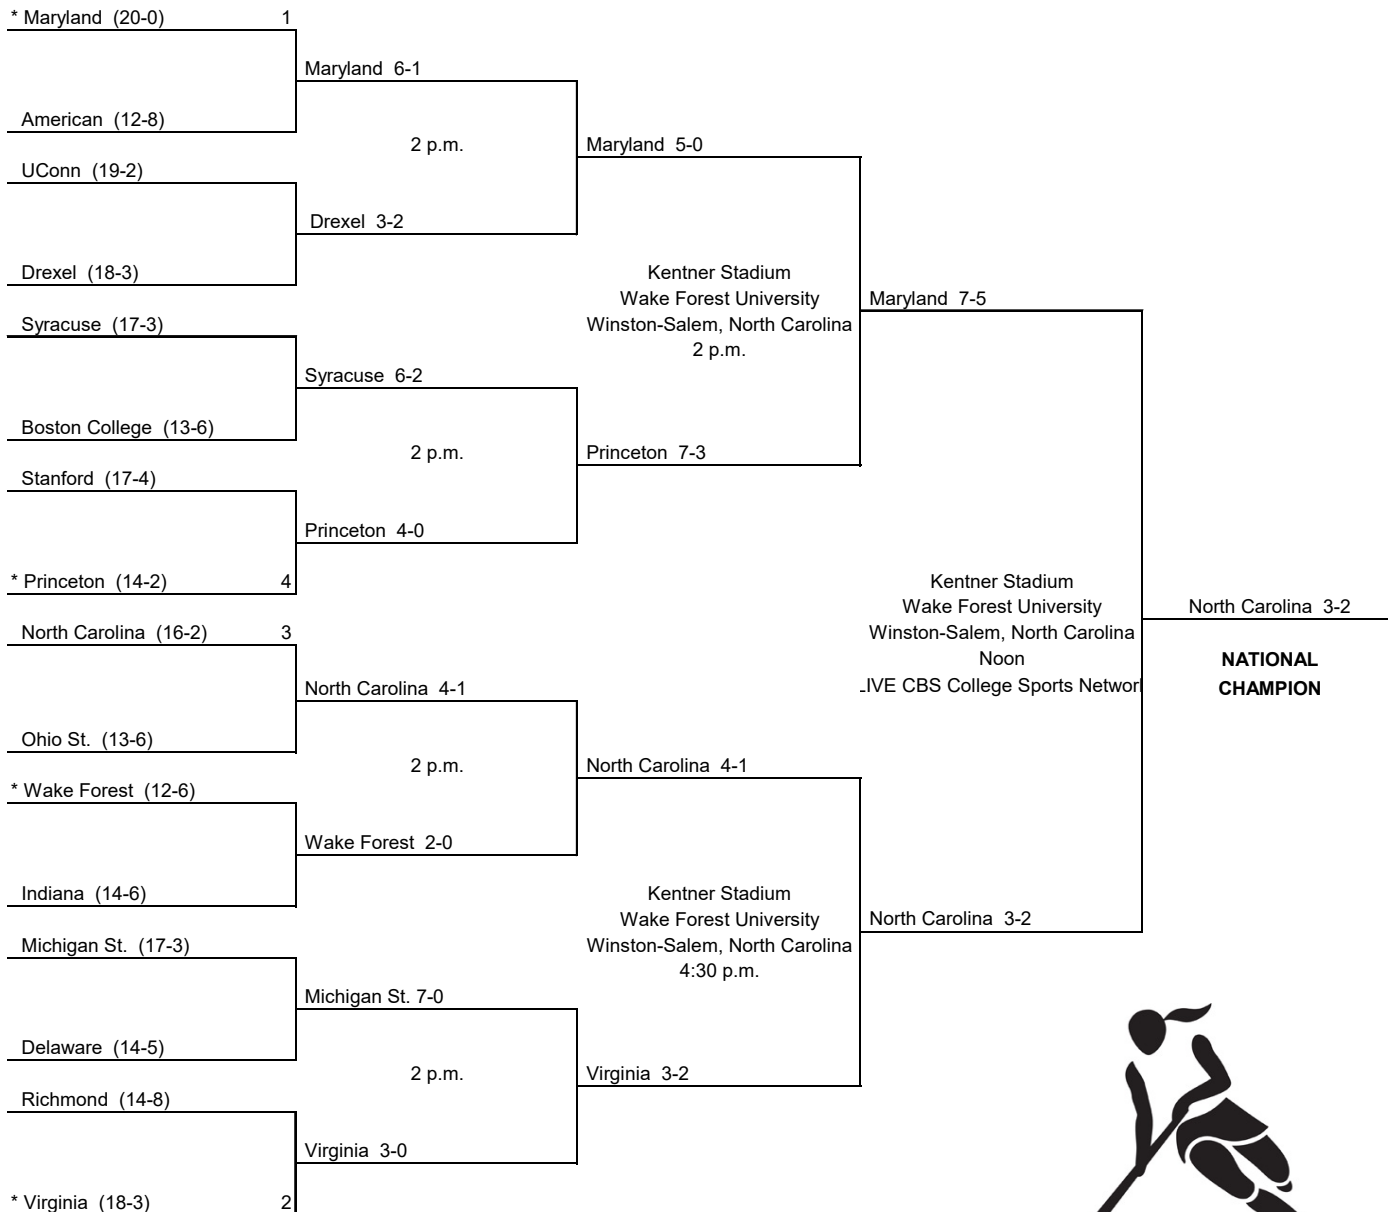 * Maryland (20-0) 1
Maryland 6-1
American (12-8)
2 p.m.
Maryland 5-0
UConn (19-2)
Drexel 3-2
Drexel (18-3)
Kentner Stadium
Wake Forest University
Winston-Salem, North Carolina
2 p.m.
Maryland 7-5
Syracuse (17-3)
Syracuse 6-2
Boston College (13-6)
2 p.m.
Princeton 7-3
Stanford (17-4)
Princeton 4-0
* Princeton (14-2) 4
Kentner Stadium
Wake Forest University
Winston-Salem, North Carolina
Noon
LIVE CBS College Sports Network
North Carolina 3-2
NATIONAL
CHAMPION
North Carolina (16-2) 3
North Carolina 4-1
Ohio St. (13-6)
2 p.m.
North Carolina 4-1
* Wake Forest (12-6)
Wake Forest 2-0
Indiana (14-6)
Kentner Stadium
Wake Forest University
Winston-Salem, North Carolina
4:30 p.m.
North Carolina 3-2
Michigan St. (17-3)
Michigan St. 7-0
Delaware (14-5)
2 p.m.
Virginia 3-2
Richmond (14-8)
Virginia 3-0
* Virginia (18-3) 2